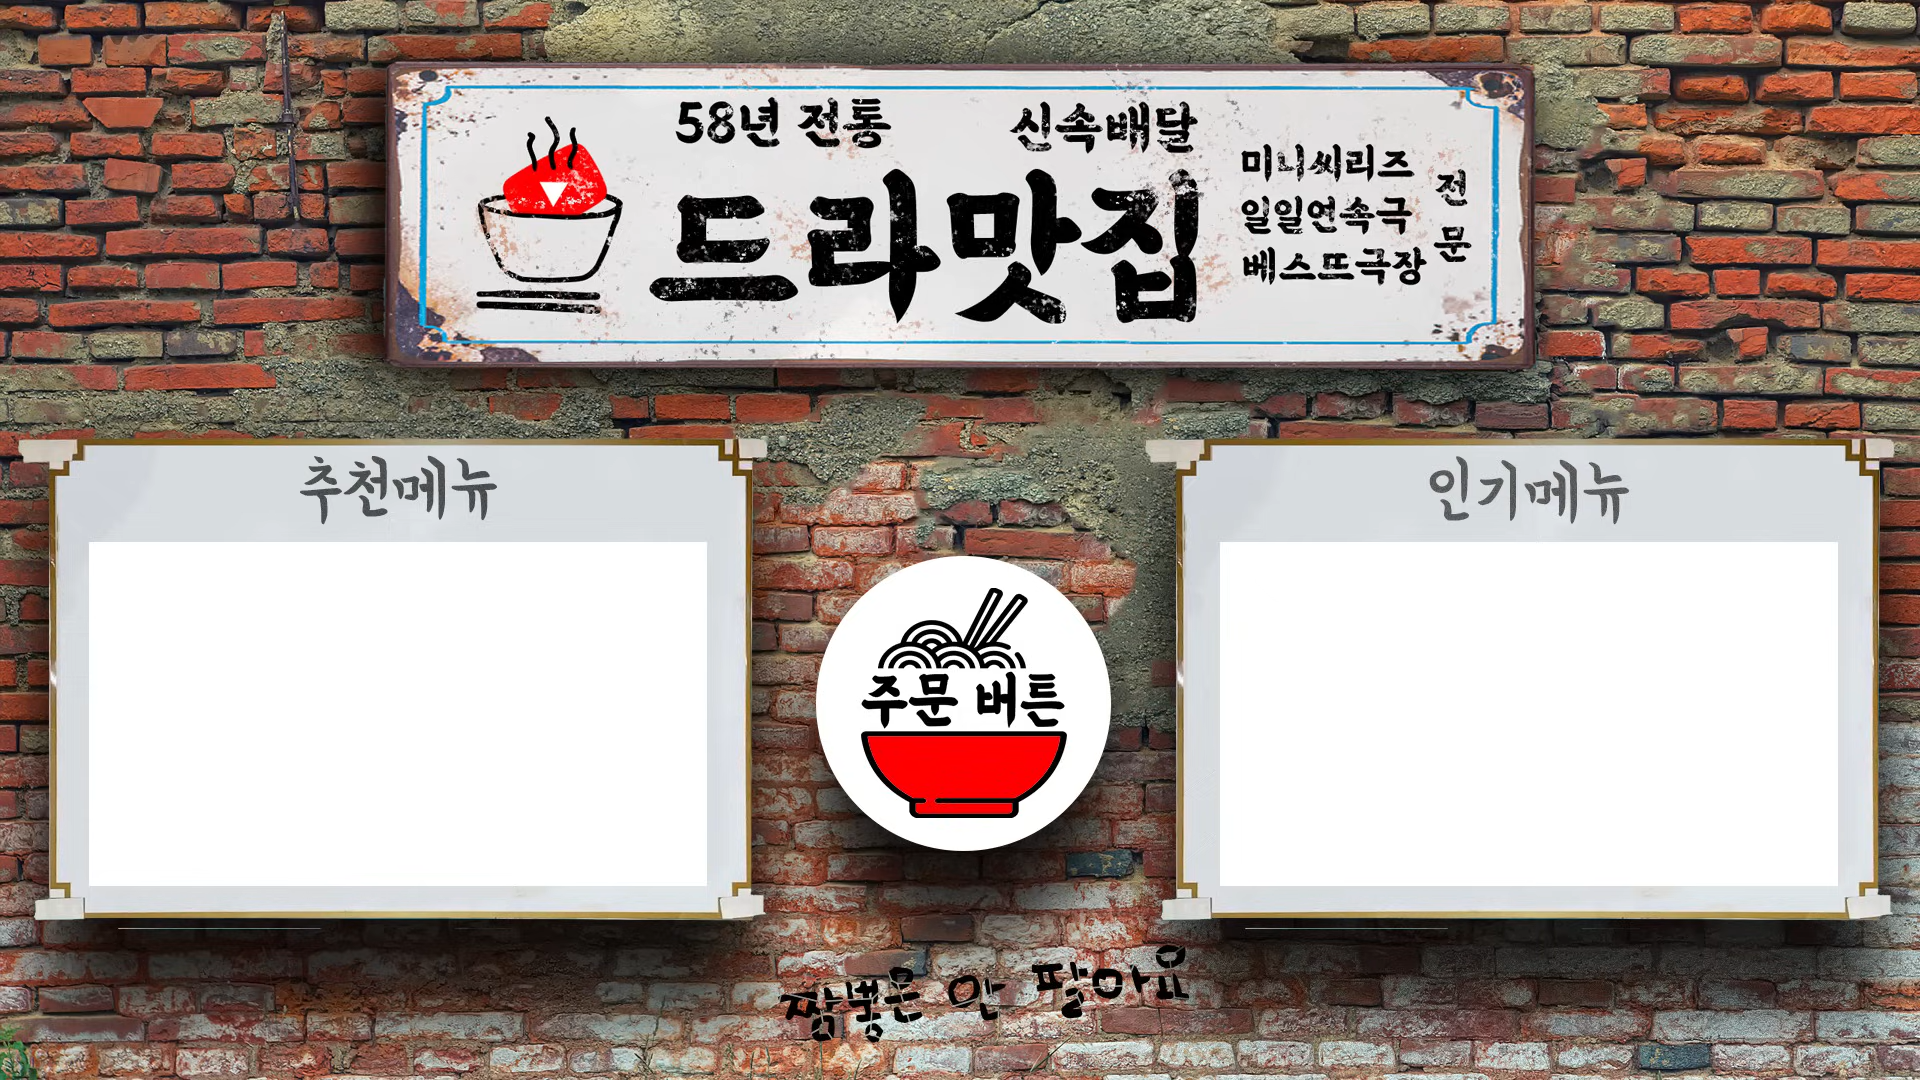 58년 전통 신속배달
드라맛집
미니씨리즈
일일연속극
베스뜨극장
전문
추천메뉴
인기메뉴
주문 버튼
짬뽕은 안 팔아요